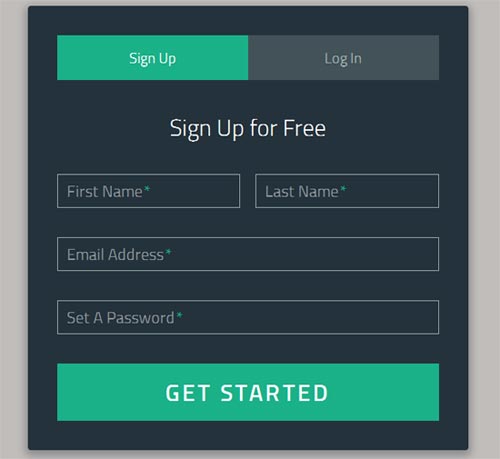 Sign Up
Log In
Sign Up for Free
First Name*
Last Name*
Email Address*
Set A Password*
GET STARTED